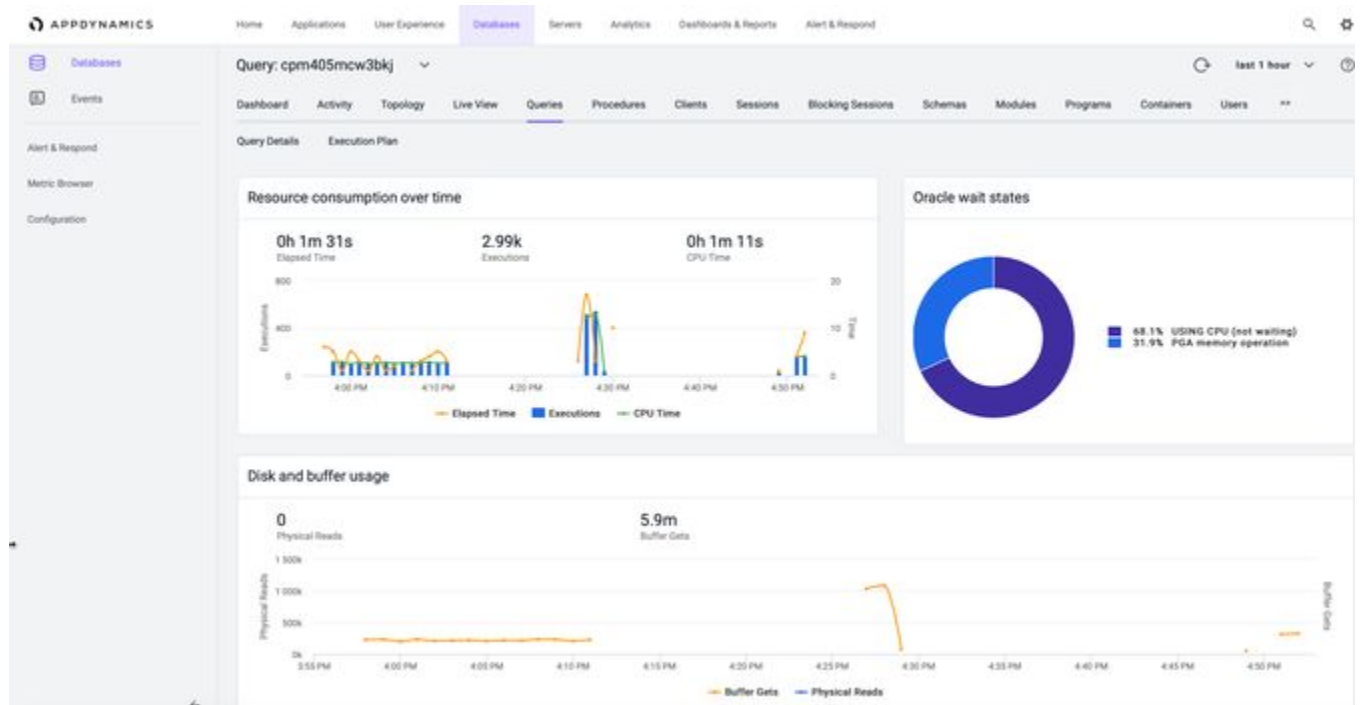 APPDYNAMICS
Home Applications User Experience Databases Servers Analytics Dashboards & Reports Alert & Respond
Databases
Events
Alert & Respond
Metric Browser
Configuration
Query: cpm405mcw3bkj
last 1 hour
Dashboard Activity Topology Live View Queries Procedures Clients Sessions Blocking Sessions Schemas Modules Programs Containers Users
Query Details Execution Plan
Resource consumption over time
0h 1m 31s 2.99k 0h 1m 11s
Elapsed Time Executions CPU Time
800 20
400 10
0 0
Executions
Time
4:00 PM 4:10 PM 4:20 PM 4:30 PM 4:40 PM 4:50 PM
Elapsed Time Executions CPU Time
Oracle wait states
68.1% USING CPU (not waiting)
31.9% PGA memory operation
Disk and buffer usage
0 5.9m
Physical Reads Buffer Gets
1 500k
1 000k
500k
0k
Physical Reads
Buffer Gets
3:55 PM 4:00 PM 4:05 PM 4:10 PM 4:15 PM 4:20 PM 4:25 PM 4:30 PM 4:35 PM 4:40 PM 4:45 PM 4:50 PM
Buffer Gets Physical Reads